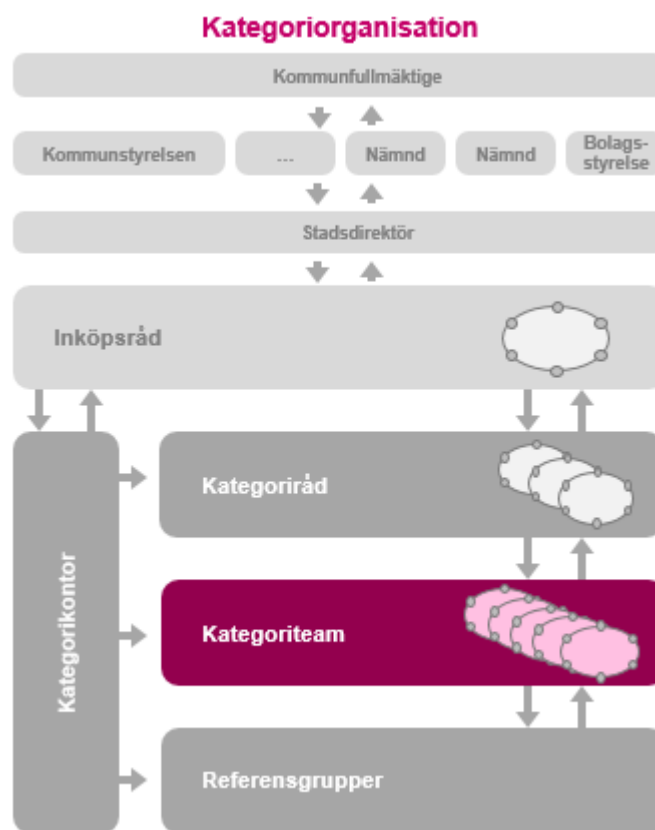 Kategoriorganisation
Kommunfullmäktige
Kommunstyrelsen
...
Nämnd
Nämnd
Bolags-
styrelse
Stadsdirektör
Inköpsråd
Kategorikontor
Kategoriråd
Kategoriteam
Referensgrupper